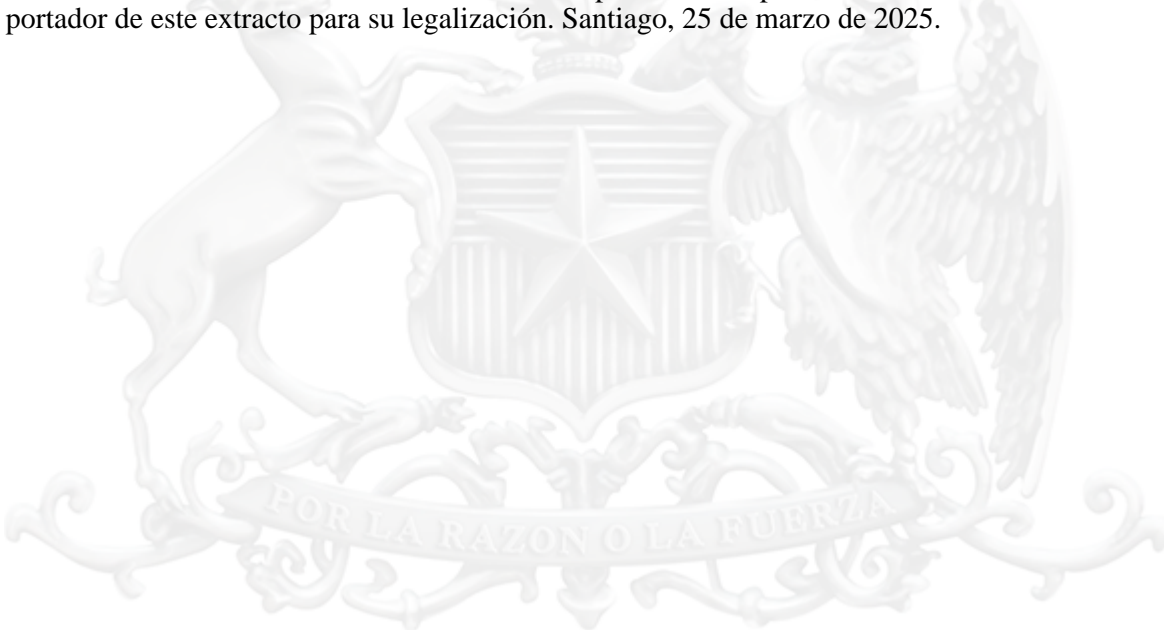 portador de este extracto para su legalización. Santiago, 25 de marzo de 2025.
POR LA RAZON O LA FUERZA